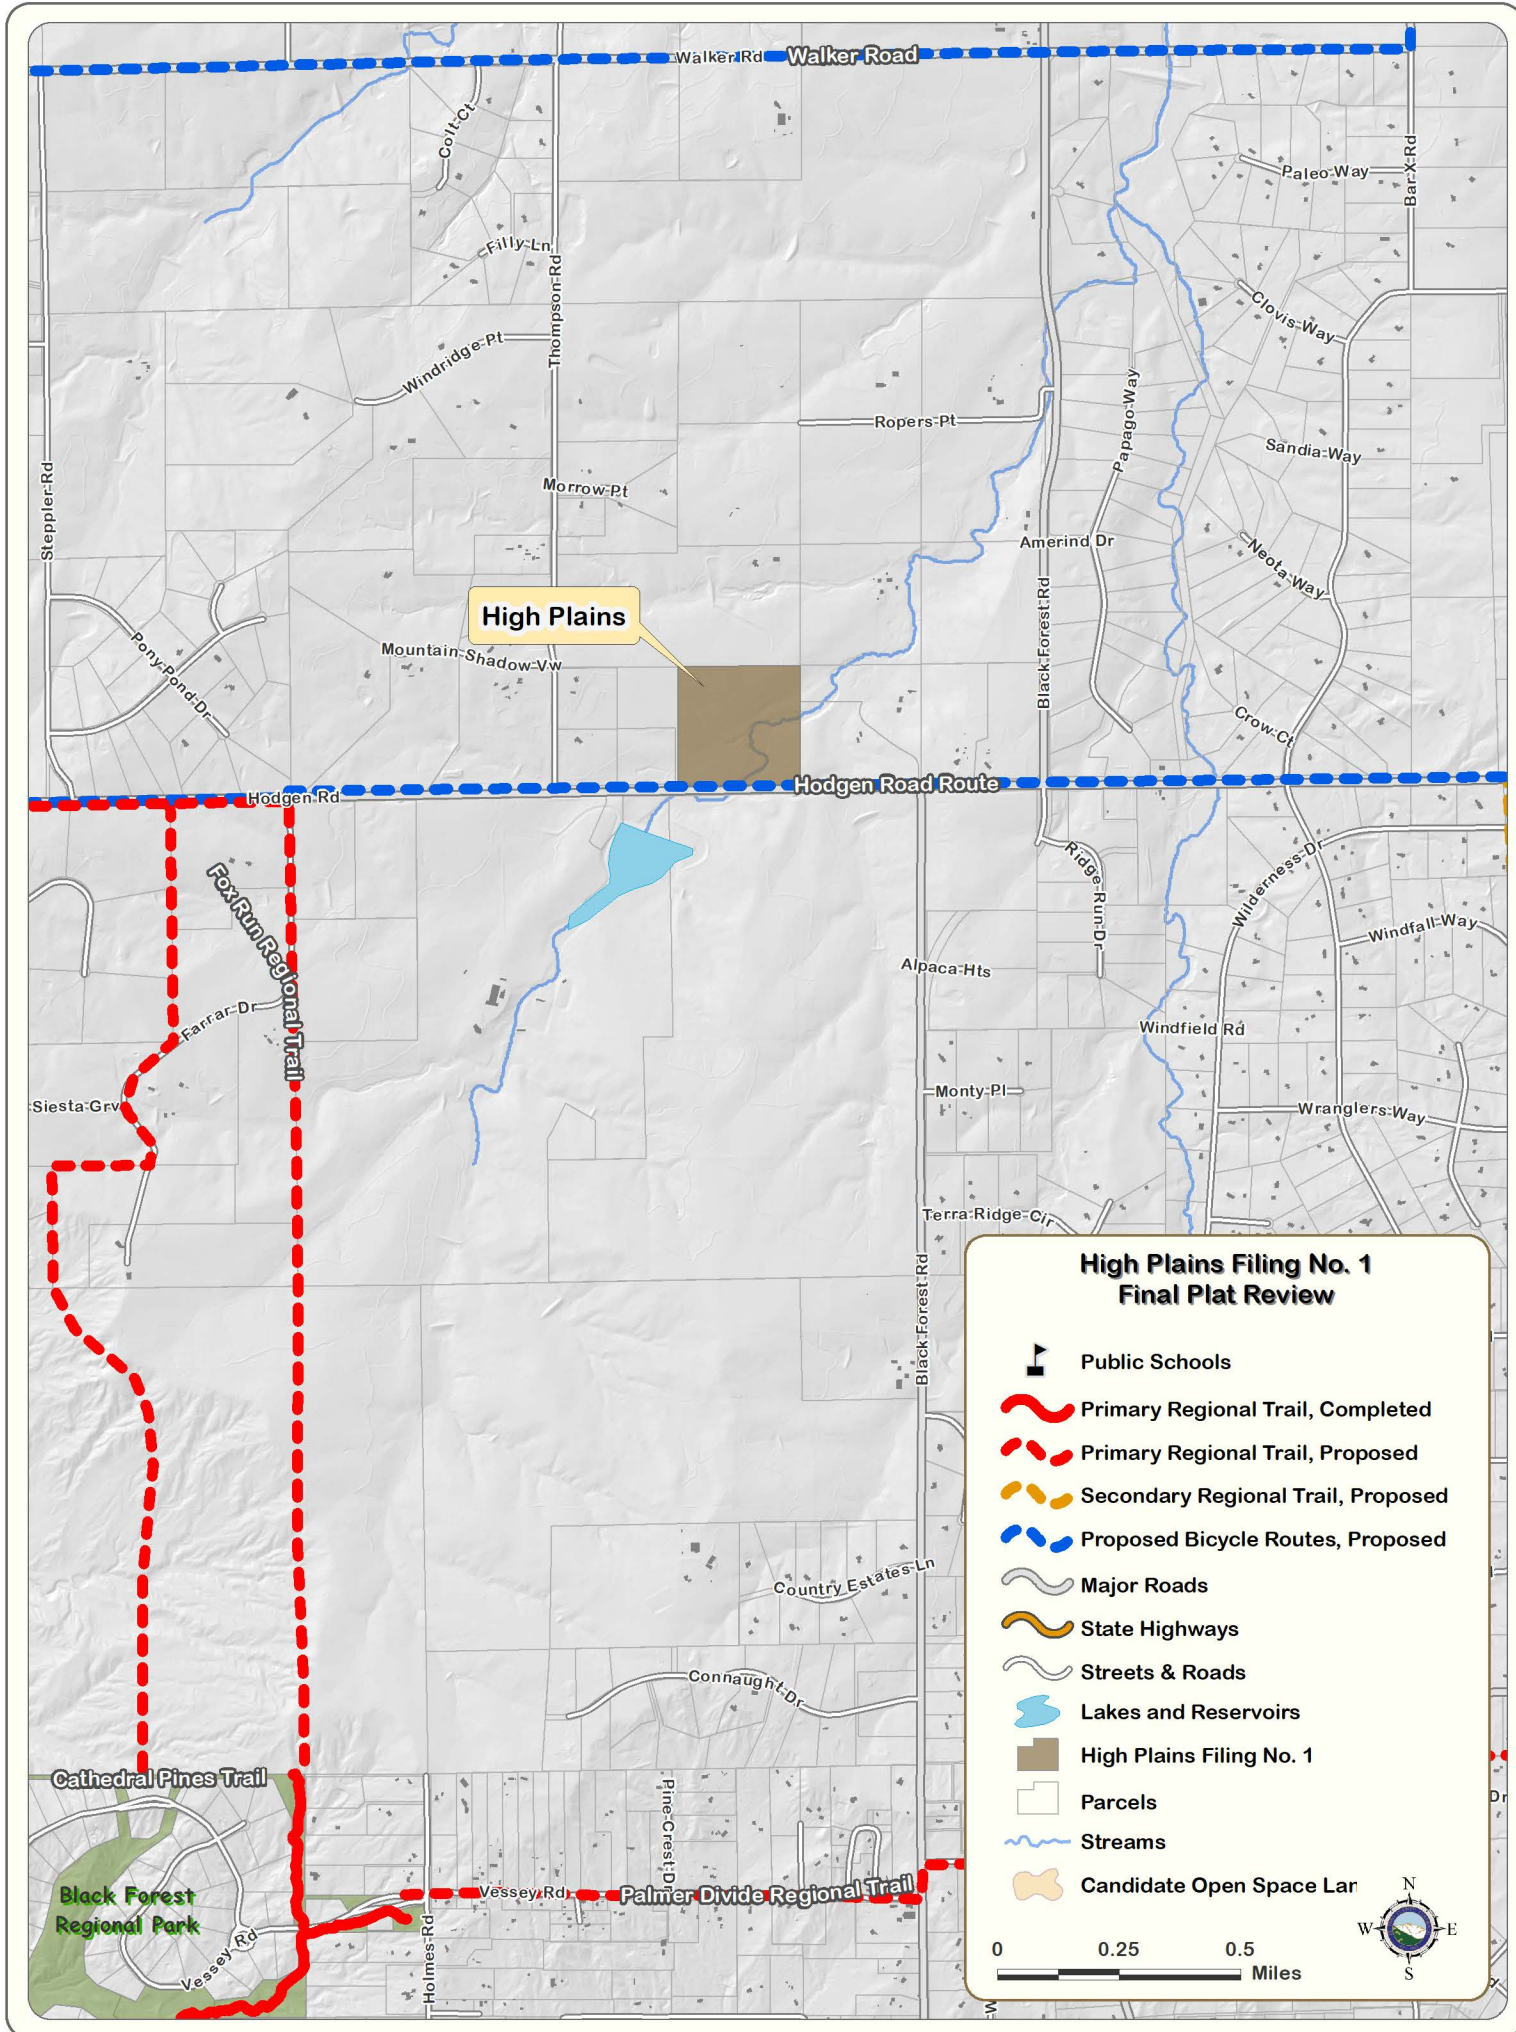 Walker Rd
Walker Road
Colt Ct
Paleo Way
Bar X Rd
Filly Ln
Thompson Rd
Clovis Way
Windridge Pt
Papago Way
Ropers Pt
Sandia Way
Steppler Rd
Morrow Pt
Amerind Dr
Neota Way
Black Forest Rd
High Plains
Mountain Shadow Vw
Pony Pond Dr
Crow Ct
Hodgen Road Route
Hodgen Rd
Ridge Run Dr
Wilderness Dr
Fox Run Regional Trail
Windfall Way
Alpaca Hts
Farrar Dr
Windfield Rd
Siesta Grv
Monty Pl
Wranglers Way
Terra Ridge Cir
Black Forest Rd
High Plains Filing No. 1
Final Plat Review
Public Schools
Primary Regional Trail, Completed
Primary Regional Trail, Proposed
Secondary Regional Trail, Proposed
Proposed Bicycle Routes, Proposed
Major Roads
State Highways
Streets & Roads
Lakes and Reservoirs
High Plains Filing No. 1
Parcels
Streams
Candidate Open Space Lan
N
W
E
S
0 0.25 0.5
Miles
Country Estates Ln
Connaught Dr
Cathedral Pines Trail
Pine Crest D
Dr
Black Forest
Regional Park
Vessey Rd
Palmer Divide Regional Trail
Vessey Rd
Holmes Rd